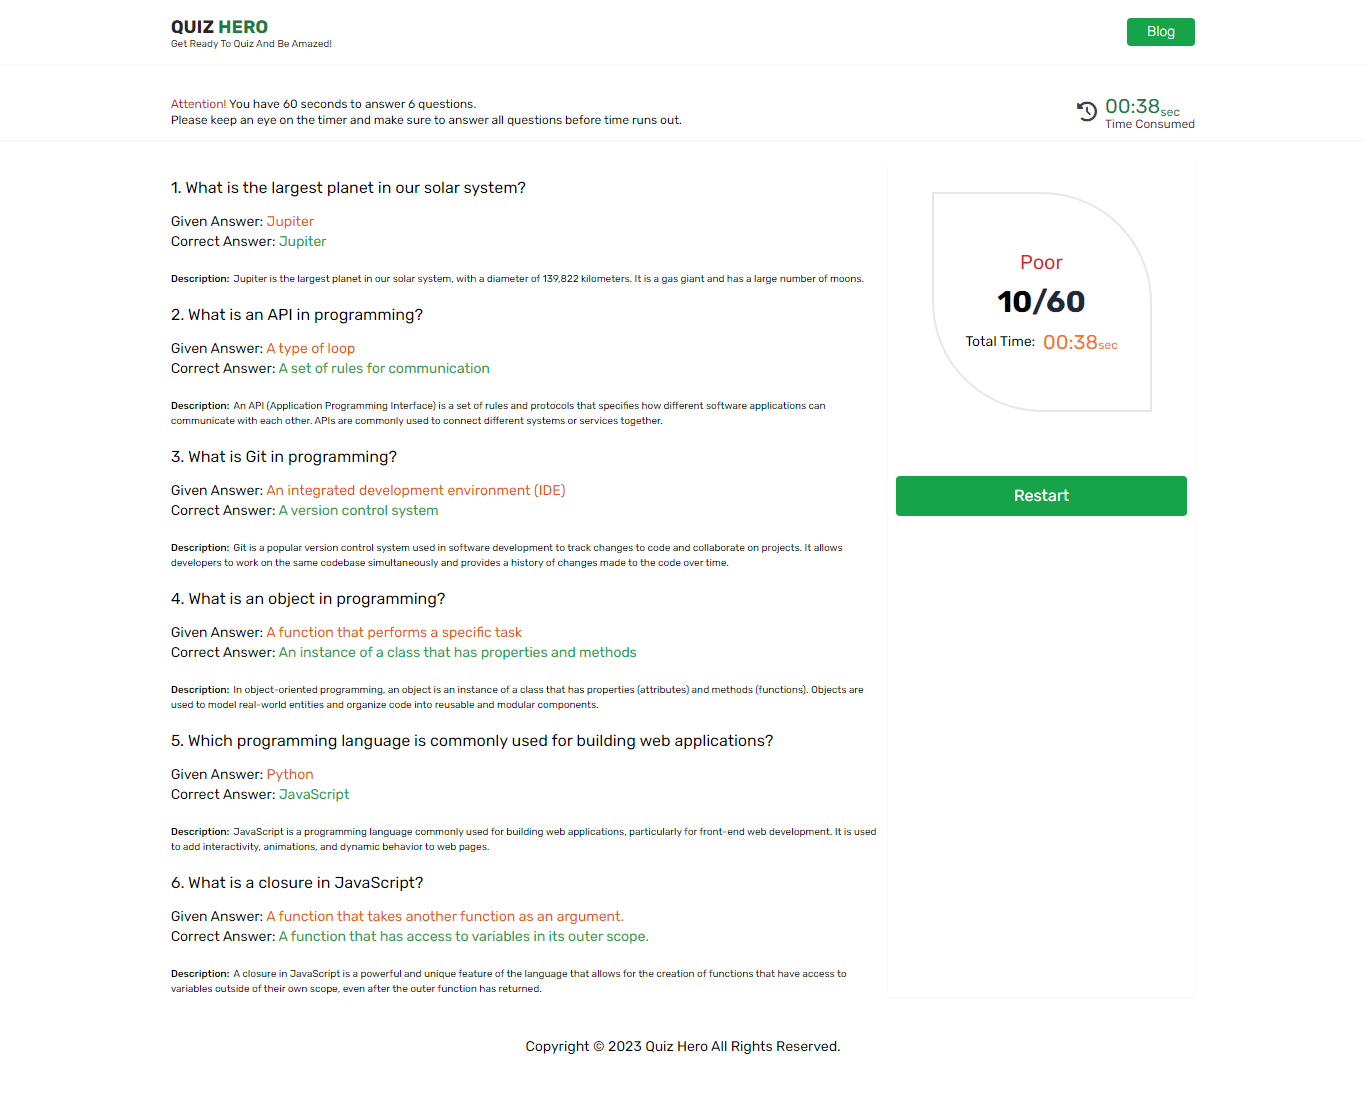 QUIZ HERO
Get Ready To Quiz And Be Amazed!
Blog
Attention! You have 60 seconds to answer 6 questions.
Please keep an eye on the timer and make sure to answer all questions before time runs out.
00:38sec
Time Consumed
1. What is the largest planet in our solar system?
Given Answer: Jupiter
Correct Answer: Jupiter
Description: Jupiter is the largest planet in our solar system, with a diameter of 139,822 kilometers. It is a gas giant and has a large number of moons.
2. What is an API in programming?
Given Answer: A type of loop
Correct Answer: A set of rules for communication
Description: An API (Application Programming Interface) is a set of rules and protocols that specifies how different software applications can
communicate with each other. APIs are commonly used to connect different systems or services together.
3. What is Git in programming?
Given Answer: An integrated development environment (IDE)
Correct Answer: A version control system
Description: Git is a popular version control system used in software development to track changes to code and collaborate on projects. It allows
developers to work on the same codebase simultaneously and provides a history of changes made to the code over time.
4. What is an object in programming?
Given Answer: A function that performs a specific task
Correct Answer: An instance of a class that has properties and methods
Description: In object-oriented programming, an object is an instance of a class that has properties (attributes) and methods (functions). Objects are
used to model real-world entities and organize code into reusable and modular components.
5. Which programming language is commonly used for building web applications?
Given Answer: Python
Correct Answer: JavaScript
Description: JavaScript is a programming language commonly used for building web applications, particularly for front-end web development. It is used
to add interactivity, animations, and dynamic behavior to web pages.
6. What is a closure in JavaScript?
Given Answer: A function that takes another function as an argument.
Correct Answer: A function that has access to variables in its outer scope.
Description: A closure in JavaScript is a powerful and unique feature of the language that allows for the creation of functions that have access to
variables outside of their own scope, even after the outer function has returned.
Poor
10/60
Total Time: 00:38sec
Restart
Copyright © 2023 Quiz Hero All Rights Reserved.